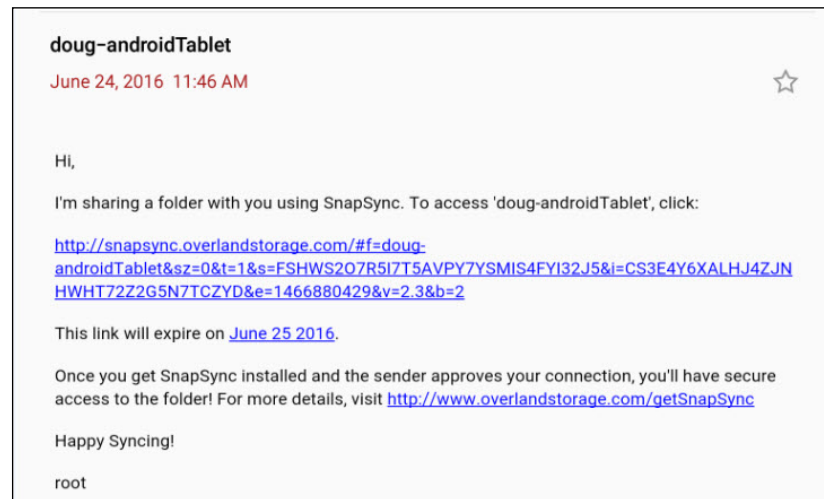 doug-androidTablet
June 24, 2016 11:46 AM
Hi,
I'm sharing a folder with you using SnapSync. To access 'doug-androidTablet', click:
http://snapsync.overlandstorage.com/#f=doug-
androidTablet&sz=0&t=1&s=FSHWS2O7R5I7T5AVPY7YSMIS4FYI32J5&i=CS3E4Y6XALHJ4ZJN
HWHT72Z2G5N7TCZYD&e=1466880429&v=2.3&b=2
This link will expire on June 25 2016.
Once you get SnapSync installed and the sender approves your connection, you'll have secure
access to the folder! For more details, visit http://www.overlandstorage.com/getSnapSync
Happy Syncing!
root